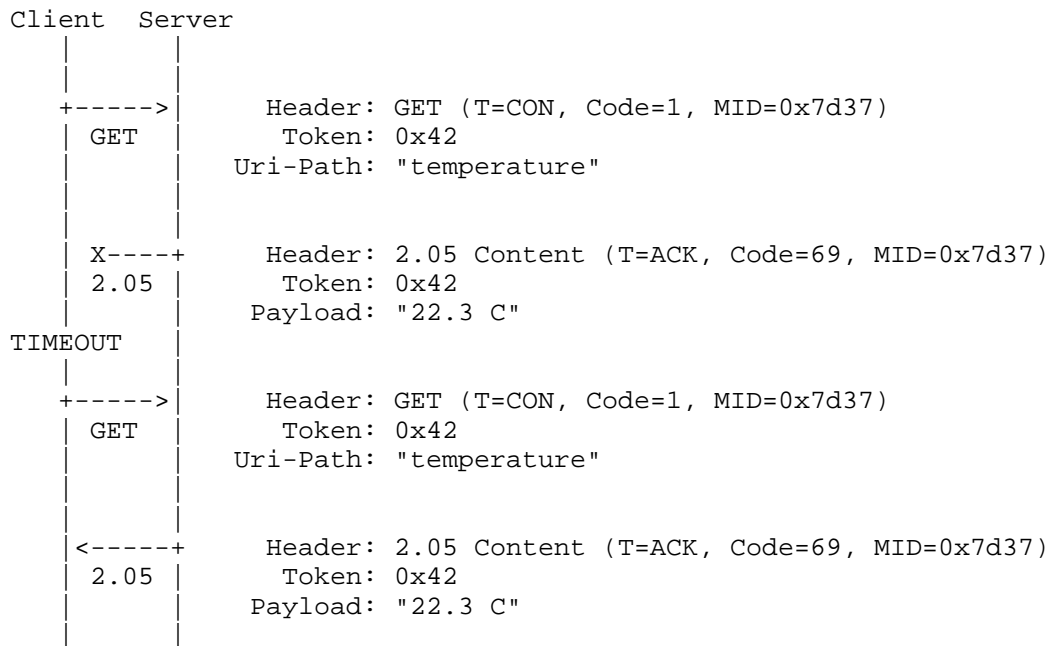 Client Server
+----->| Header: GET (T=CON, Code=1, MID=0x7d37)
| GET | Token: 0x42
| | Uri-Path: "temperature"
| X----+ Header: 2.05 Content (T=ACK, Code=69, MID=0x7d37)
| 2.05 | Token: 0x42
| | Payload: "22.3 C"
TIMEOUT |
+----->| Header: GET (T=CON, Code=1, MID=0x7d37)
| GET | Token: 0x42
| | Uri-Path: "temperature"
|<-----+ Header: 2.05 Content (T=ACK, Code=69, MID=0x7d37)
| 2.05 | Token: 0x42
| | Payload: "22.3 C"